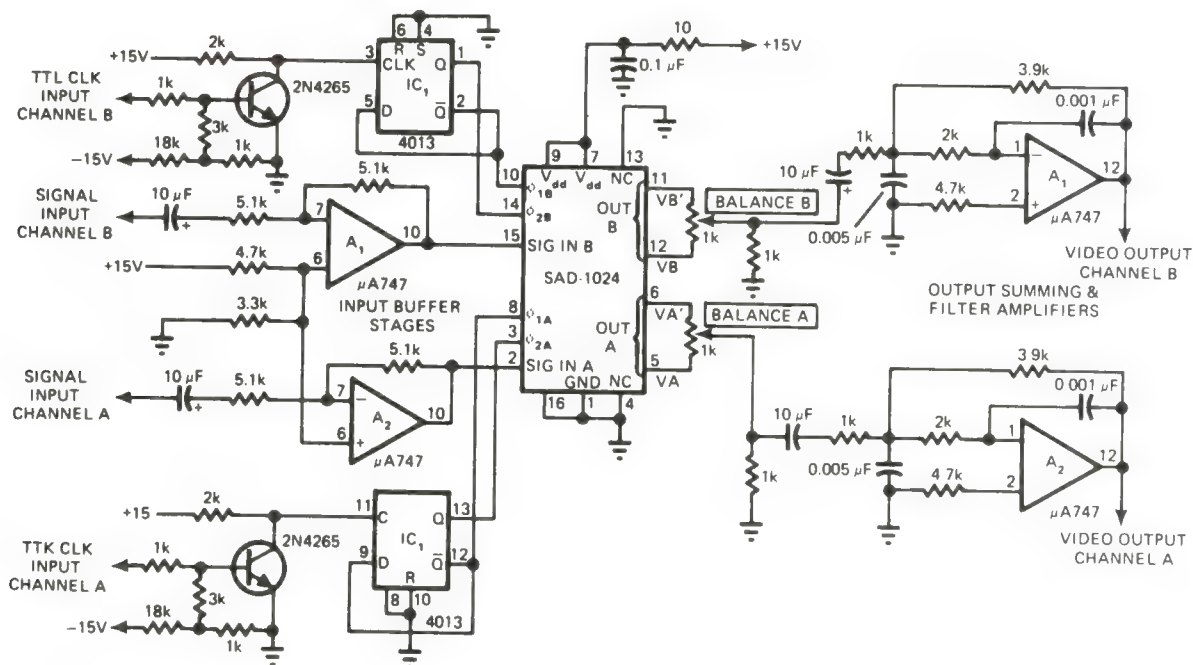 +15V
2k
TTL CLK
INPUT
CHANNEL B
1k
3k
2N4265
-15V
18k
1k
6 4
R S
3 CLK Q 1
IC1
5 D Q̅ 2
4013
SIGNAL
INPUT
CHANNEL B
10 µF
+
5.1k
5.1k
7
A1
10
6
µA747
+15V
4.7k
3.3k
INPUT BUFFER
STAGES
SIGNAL
INPUT
CHANNEL A
10 µF
+
5.1k
5.1k
7 −
A2
10
6 +
µA747
+15
2k
TTK CLK
INPUT
CHANNEL A
1k
3k
2N4265
-15V
18k
1k
11 C Q 13
IC1
9 D Q̅ 12
R
8 10
4013
10
+15V
0.1 µF
9 7 13
Vdd Vdd NC
10 ϕ1B
14 ϕ2B
15 SIG IN B
SAD-1024
8 ϕ1A
3 ϕ2A
2 SIG IN A
GND NC
16 1 4
OUT
B
11
VB'
12
VB
1k
BALANCE B
1k
OUT
A
6
VA'
5
VA
1k
BALANCE A
1k
10 µF
+
1k
0.005 µF
3.9k
0.001 µF
2k
4.7k
1 −
A1
12
2 +
µA747
VIDEO OUTPUT
CHANNEL B
OUTPUT SUMMING &
FILTER AMPLIFIERS
10 µF
1k
0.005 µF
3.9k
0 001 µF
2k
4 7k
1
A2
12
2
µA747
VIDEO OUTPUT
CHANNEL A